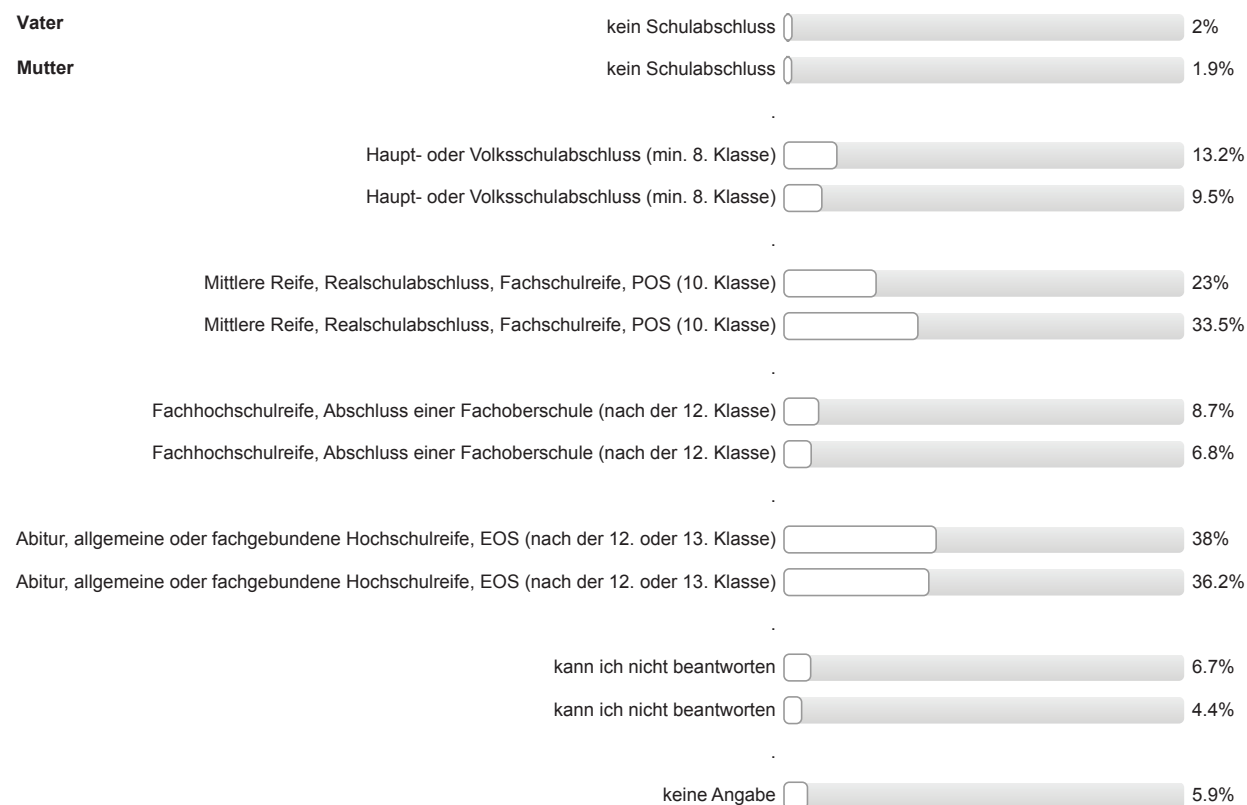 Vater kein Schulabschluss 2%
Mutter kein Schulabschluss 1.9%
.
Haupt- oder Volksschulabschluss (min. 8. Klasse) 13.2%
Haupt- oder Volksschulabschluss (min. 8. Klasse) 9.5%
.
Mittlere Reife, Realschulabschluss, Fachschulreife, POS (10. Klasse) 23%
Mittlere Reife, Realschulabschluss, Fachschulreife, POS (10. Klasse) 33.5%
.
Fachhochschulreife, Abschluss einer Fachoberschule (nach der 12. Klasse) 8.7%
Fachhochschulreife, Abschluss einer Fachoberschule (nach der 12. Klasse) 6.8%
.
Abitur, allgemeine oder fachgebundene Hochschulreife, EOS (nach der 12. oder 13. Klasse) 38%
Abitur, allgemeine oder fachgebundene Hochschulreife, EOS (nach der 12. oder 13. Klasse) 36.2%
.
kann ich nicht beantworten 6.7%
kann ich nicht beantworten 4.4%
.
keine Angabe 5.9%